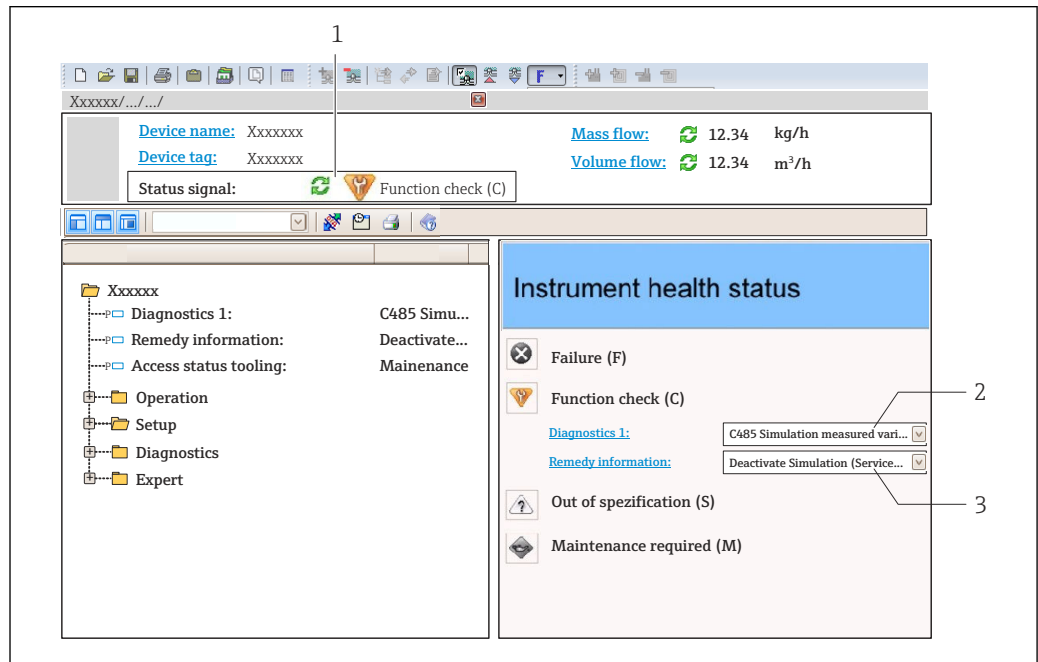 1
F
Xxxxxx/.../.../
Device name: Xxxxxxx
Mass flow: 12.34 kg/h
Device tag: Xxxxxxx
Volume flow: 12.34 m³/h
Status signal: Function check (C)
Xxxxxx
P Diagnostics 1: C485 Simu...
P Remedy information: Deactivate...
P Access status tooling: Mainenance
Operation
Setup
Diagnostics
Expert
Instrument health status
Failure (F)
Function check (C)
Diagnostics 1: C485 Simulation measured vari...
2
Remedy information: Deactivate Simulation (Service...
3
Out of spezification (S)
Maintenance required (M)